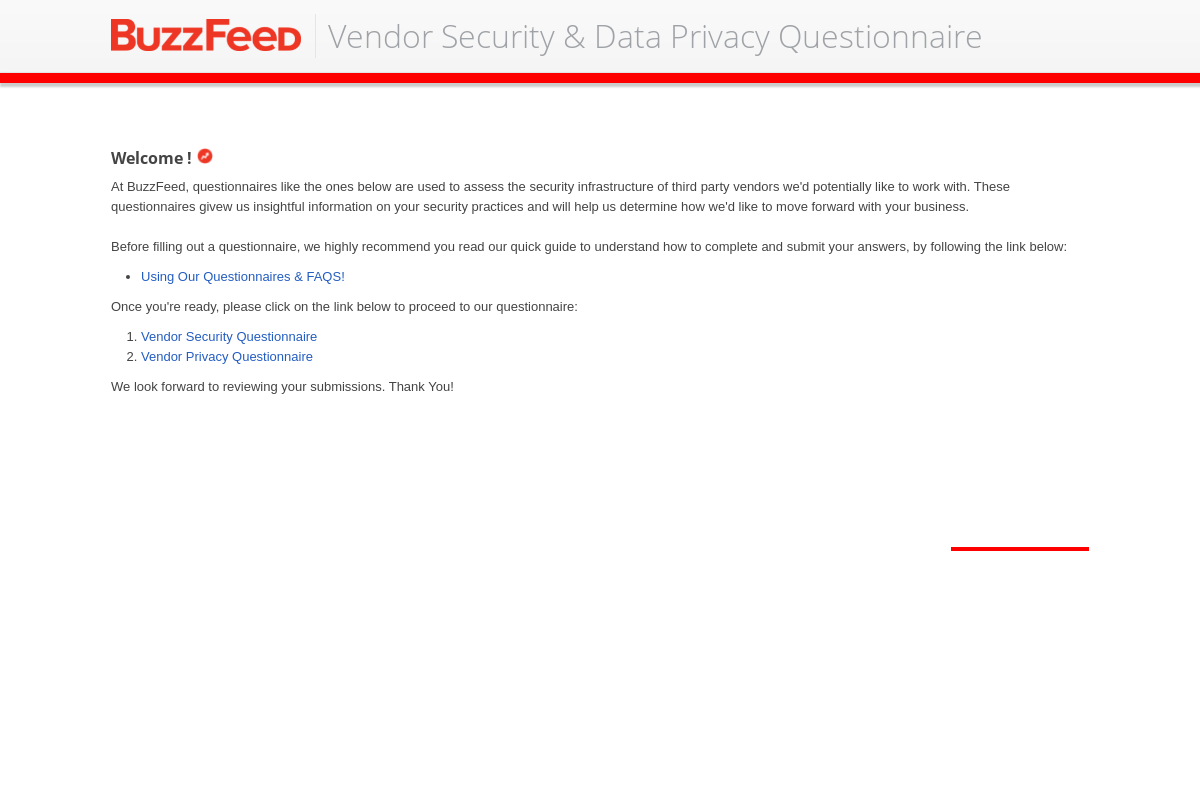 BuzzFeed Vendor Security & Data Privacy Questionnaire
Welcome !
At BuzzFeed, questionnaires like the ones below are used to assess the security infrastructure of third party vendors we'd potentially like to work with. These
questionnaires givew us insightful information on your security practices and will help us determine how we'd like to move forward with your business.
Before filling out a questionnaire, we highly recommend you read our quick guide to understand how to complete and submit your answers, by following the link below:
• Using Our Questionnaires & FAQS!
Once you're ready, please click on the link below to proceed to our questionnaire:
1. Vendor Security Questionnaire
2. Vendor Privacy Questionnaire
We look forward to reviewing your submissions. Thank You!